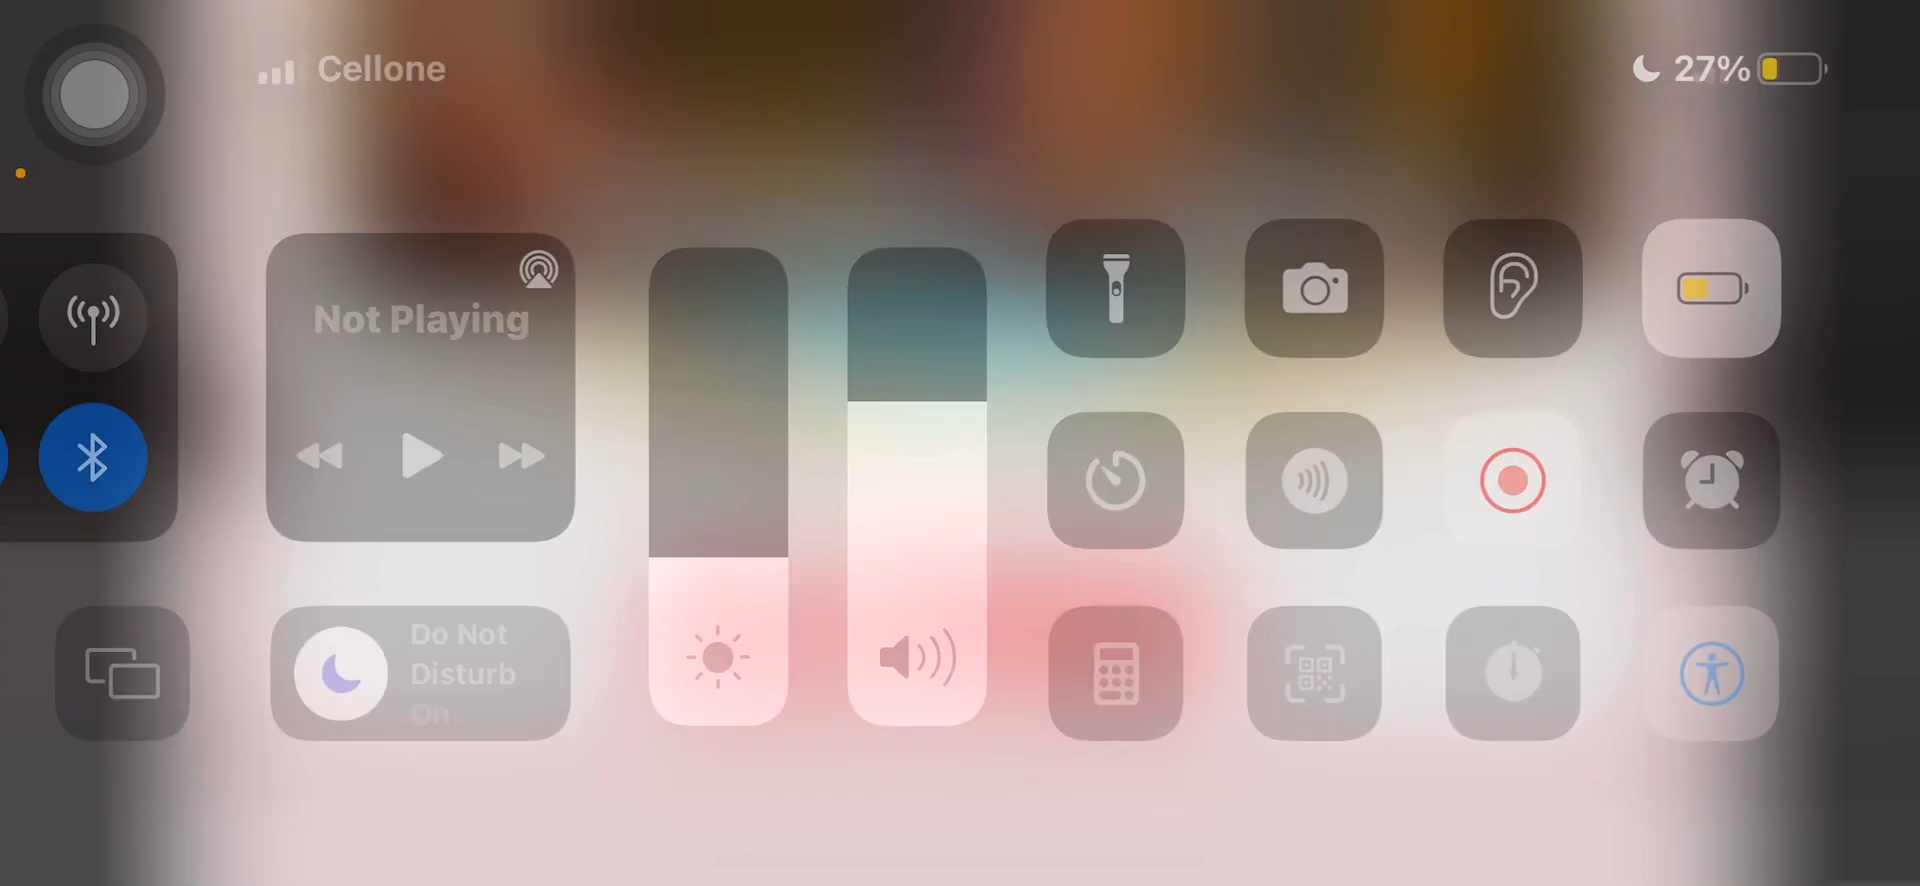 Cellone
27%
Not Playing
Do Not
Disturb
On